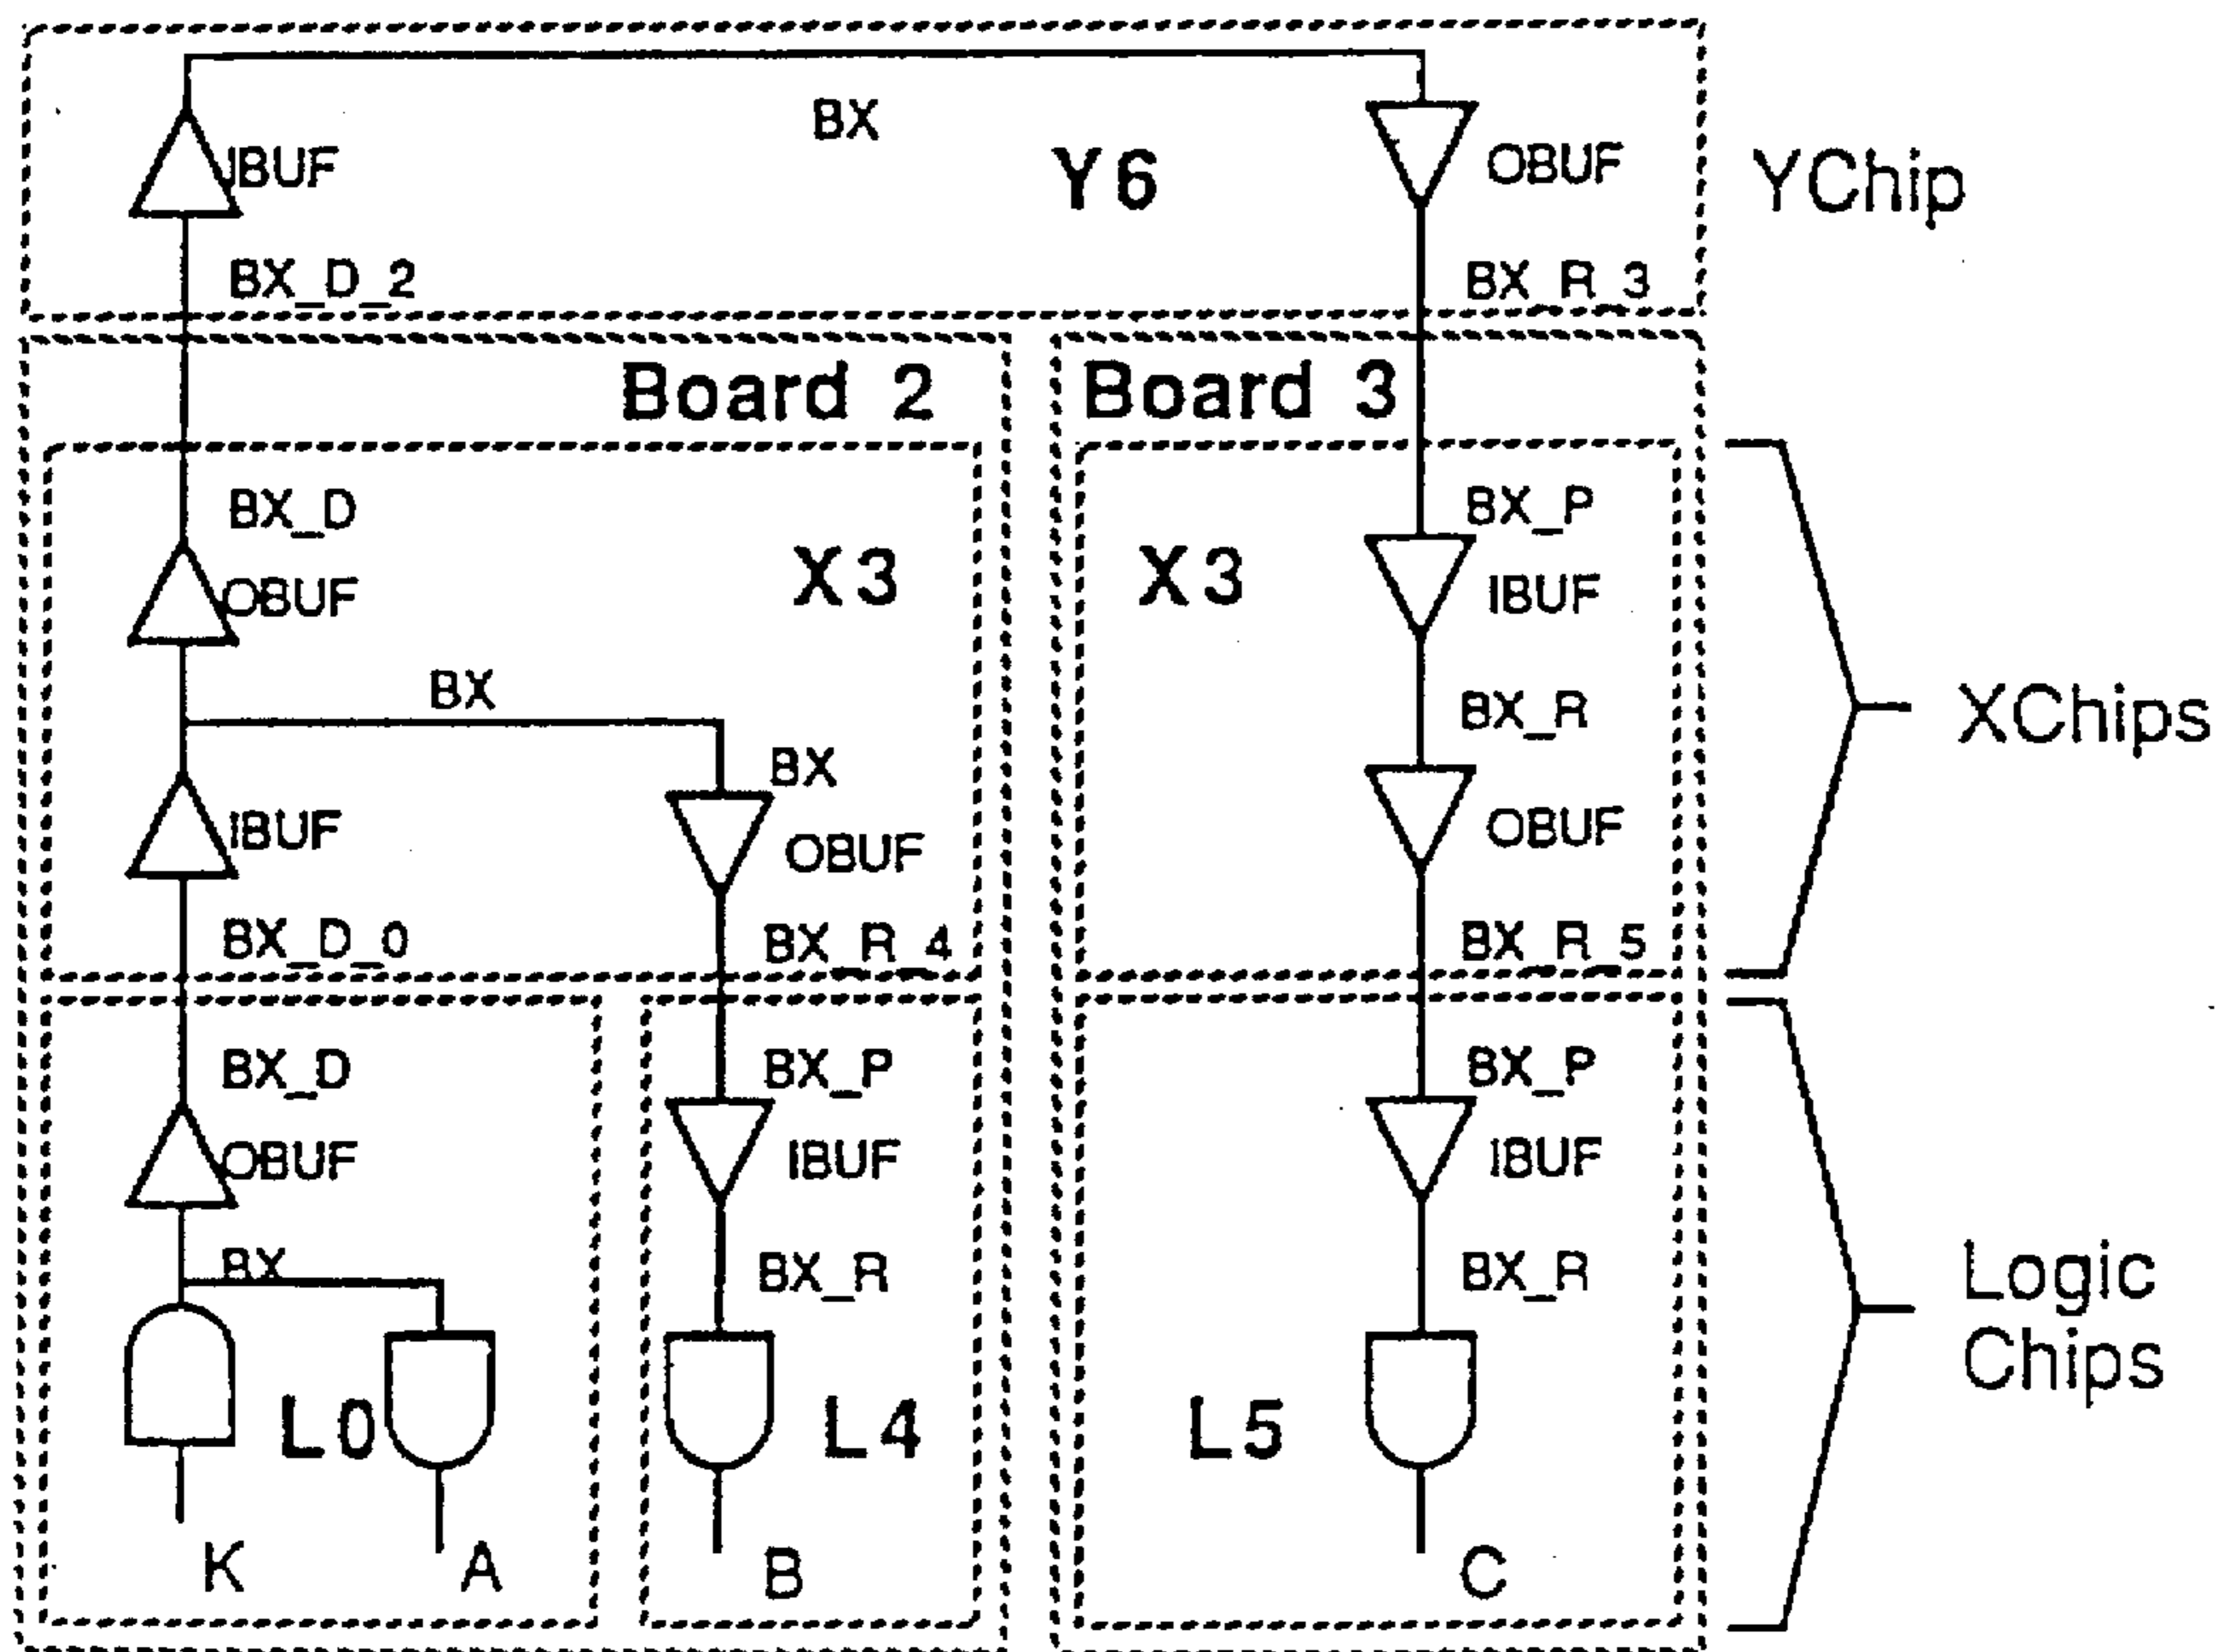 BX
IBUF
Y6
OBUF
YChip
BX_D_2
BX_R_3
Board 2
Board 3
BX_D
BX_P
X3
X3
OBUF
IBUF
BX
BX_R
XChips
BX
IBUF
OBUF
OBUF
BX_D_0
BX_R_4
BX_R_5
BX_D
BX_P
BX_P
OBUF
IBUF
IBUF
BX
BX_R
BX_R
Logic
Chips
L0
L4
L5
K
A
B
C